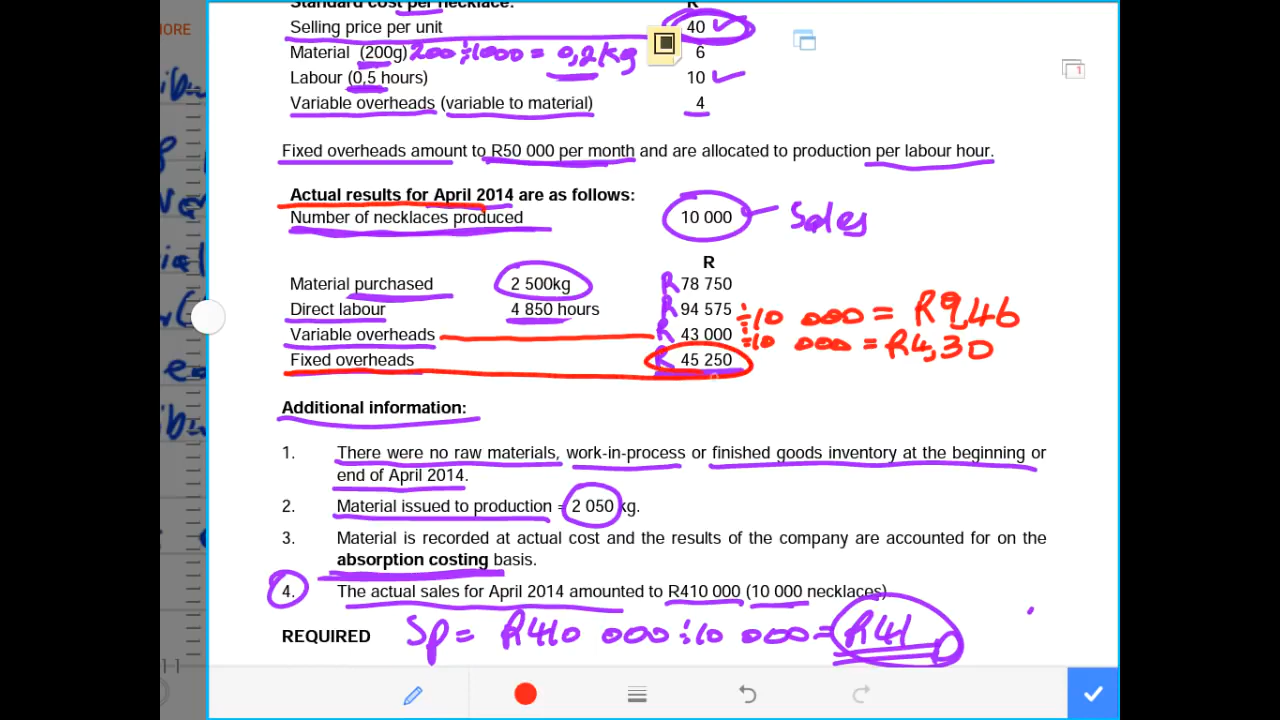 ORE
Standard cost per necklace: R
Selling price per unit 40
Material (200g) 200÷1000 = 0,2kg 6
Labour (0.5 hours) 10
Variable overheads (variable to material) 4
Fixed overheads amount to R50 000 per month and are allocated to production per labour hour.
Actual results for April 2014 are as follows:
Number of necklaces produced 10 000 Sales
R
Material purchased 2 500kg R 78 750
Direct labour 4 850 hours R 94 575 ÷10 000 = R9,46
Variable overheads R 43 000 ÷10 000 = R4,30
Fixed overheads R 45 250
Additional information:
1. There were no raw materials, work-in-process or finished goods inventory at the beginning or
end of April 2014.
2. Material issued to production = 2 050 kg.
3. Material is recorded at actual cost and the results of the company are accounted for on the
absorption costing basis.
4. The actual sales for April 2014 amounted to R410 000 (10 000 necklaces)
REQUIRED Sp = R410 000 ÷10 000 = R41
1